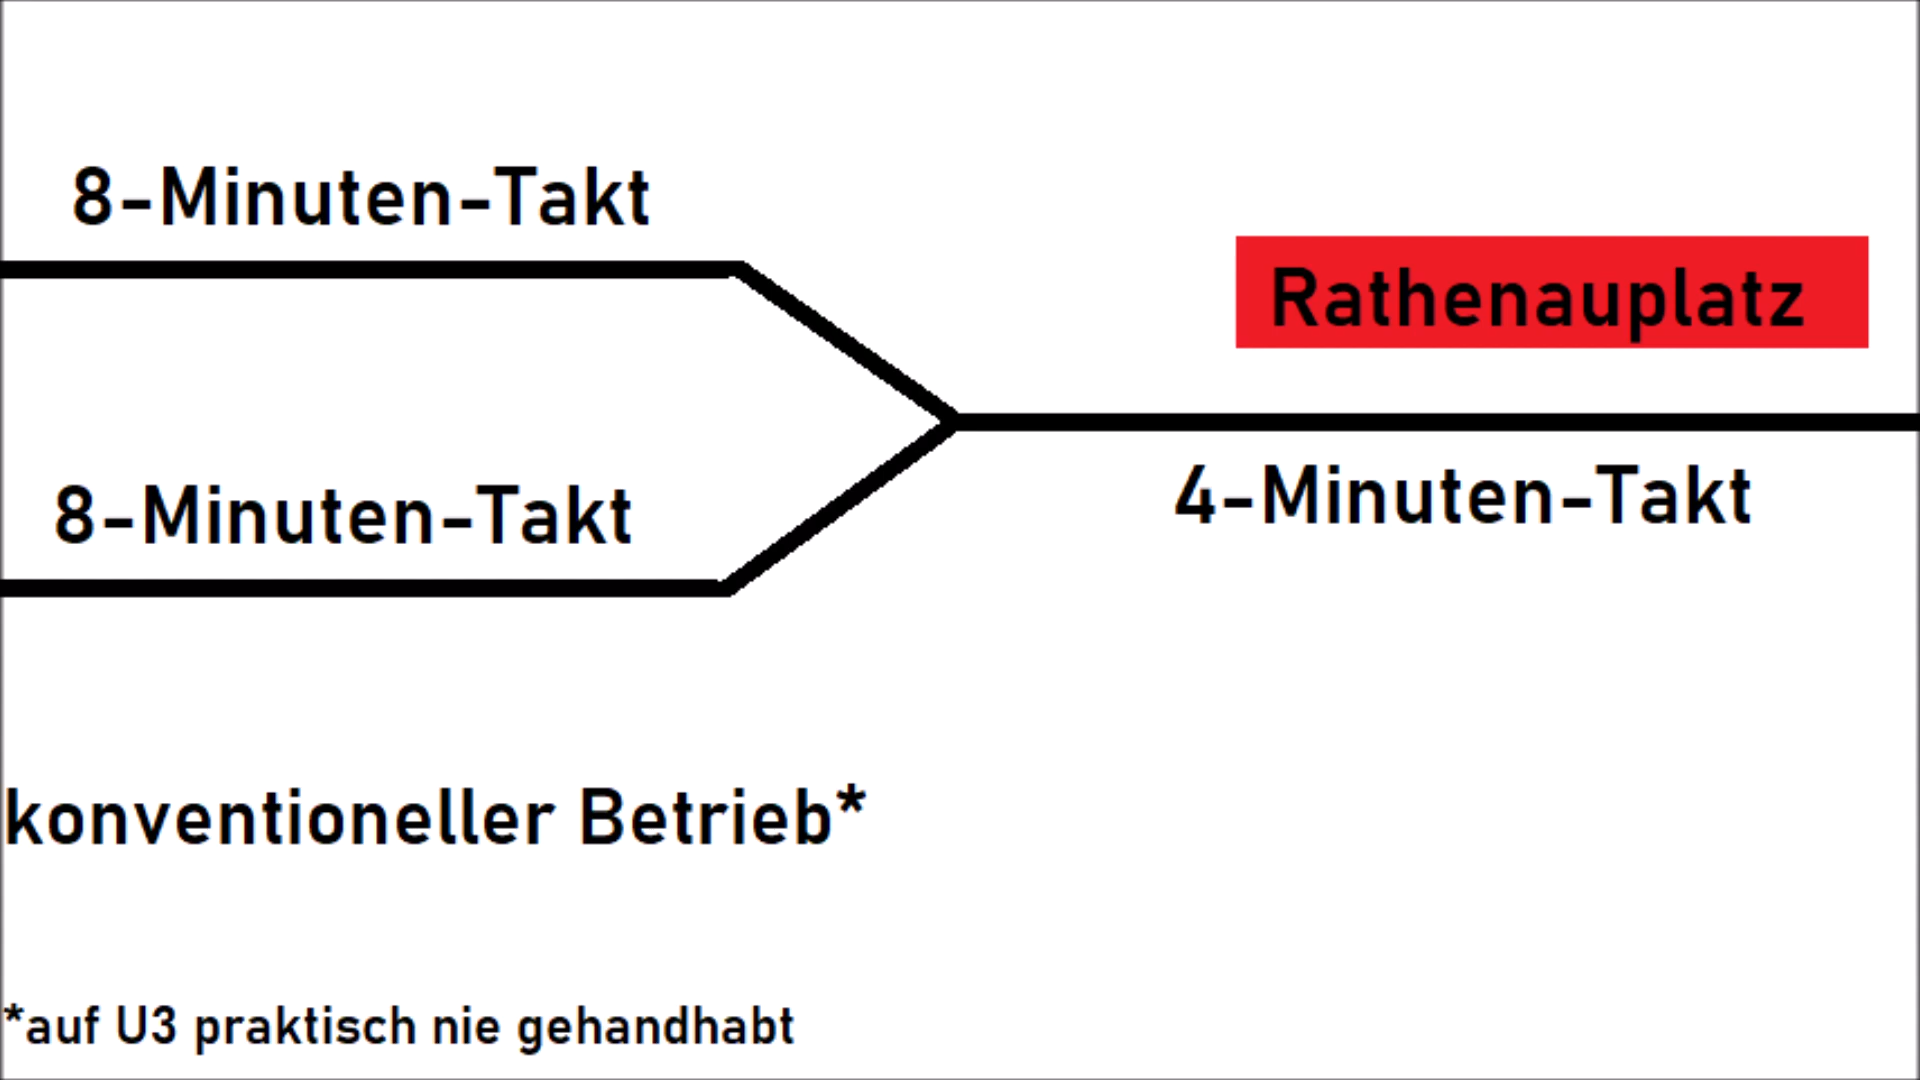 8-Minuten-Takt
Rathenauplatz
8-Minuten-Takt
4-Minuten-Takt
konventioneller Betrieb*
*auf U3 praktisch nie gehandhabt